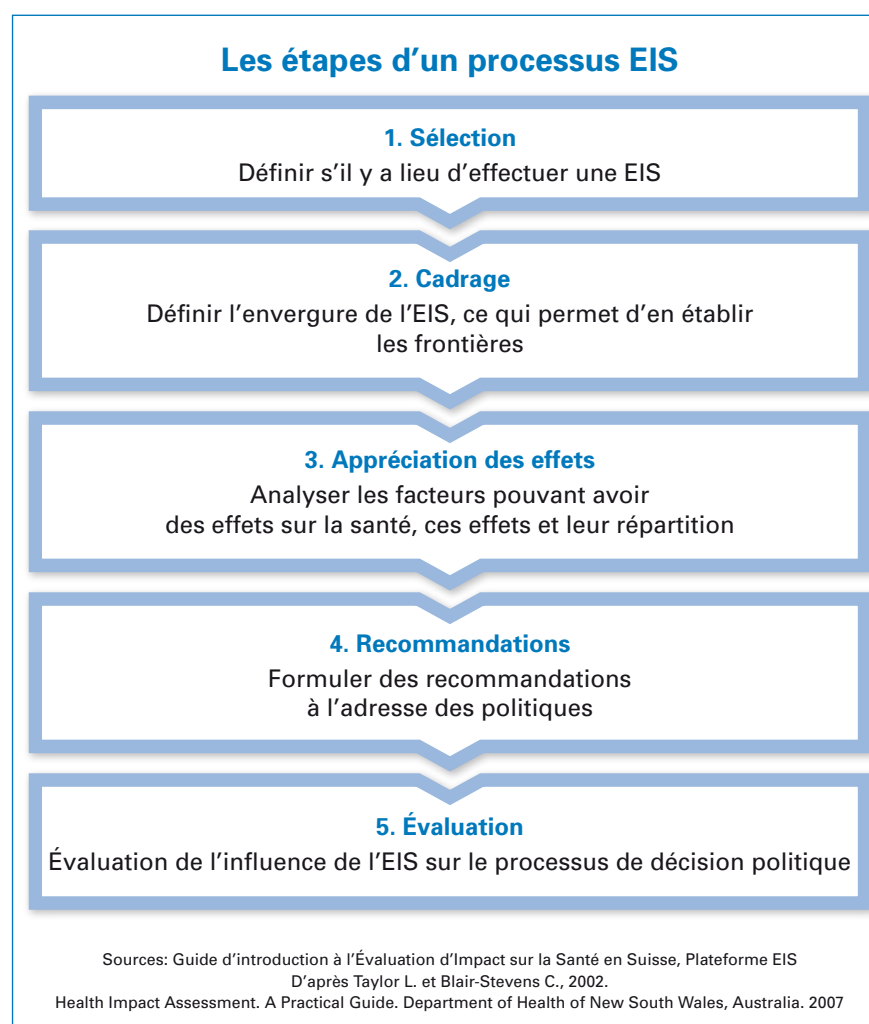 Les étapes d’un processus EIS
1. Sélection
Définir s’il y a lieu d’effectuer une EIS
2. Cadrage
Définir l’envergure de l’EIS, ce qui permet d’en établir
les frontières
3. Appréciation des effets
Analyser les facteurs pouvant avoir
des effets sur la santé, ces effets et leur répartition
4. Recommandations
Formuler des recommandations
à l’adresse des politiques
5. Évaluation
Évaluation de l’influence de l’EIS sur le processus de décision politique
Sources: Guide d’introduction à l’Évaluation d’Impact sur la Santé en Suisse, Plateforme EIS
D’après Taylor L. et Blair-Stevens C., 2002.
Health Impact Assessment. A Practical Guide. Department of Health of New South Wales, Australia. 2007